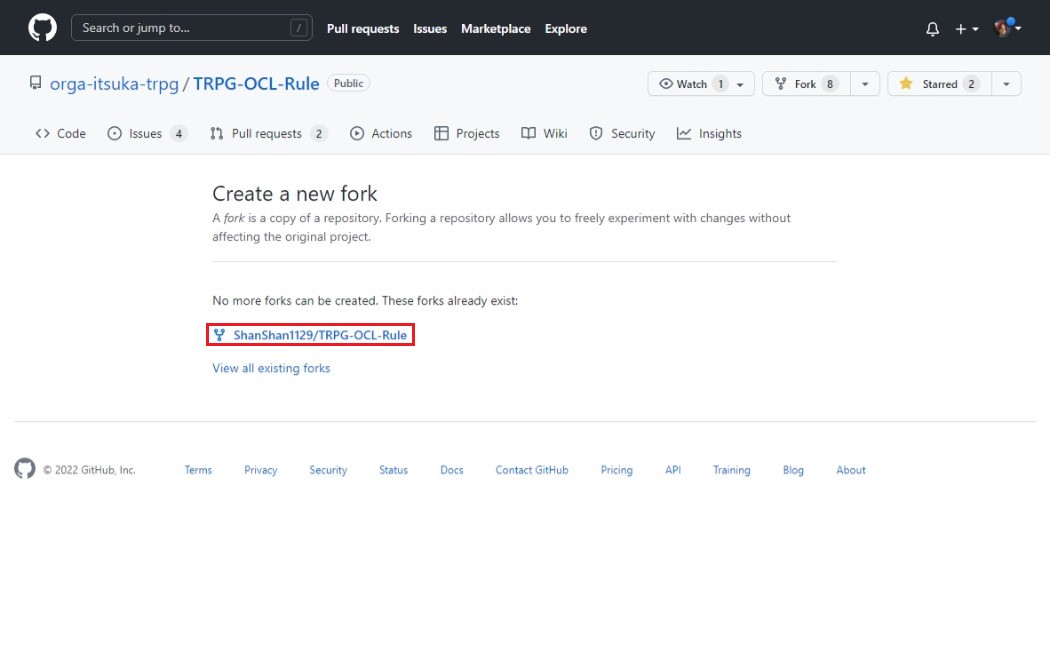 Search or jump to... / Pull requests Issues Marketplace Explore
orga-itsuka-trpg / TRPG-OCL-Rule Public Watch 1 Fork 8 Starred 2
Code Issues 4 Pull requests 2 Actions Projects Wiki Security Insights
Create a new fork
A fork is a copy of a repository. Forking a repository allows you to freely experiment with changes without
affecting the original project.
No more forks can be created. These forks already exist:
ShanShan1129/TRPG-OCL-Rule
View all existing forks
© 2022 GitHub, Inc. Terms Privacy Security Status Docs Contact GitHub Pricing API Training Blog About